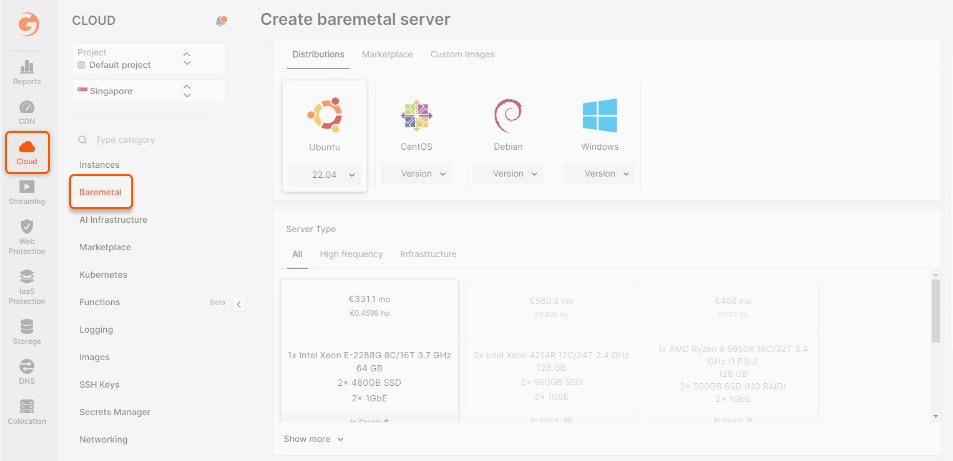 CLOUD
Create baremetal server
Project
Default project
Singapore
Reports
CDN
Cloud
Streaming
Web
Protection
IaaS
Protection
Storage
DNS
Colocation
Type category
Instances
Baremetal
AI Infrastructure
Marketplace
Kubernetes
Functions
Beta
Logging
Images
SSH Keys
Secrets Manager
Networking
Distributions Marketplace Custom Images
Ubuntu CentOS Debian Windows
22.04 Version Version Version
Server Type
All High frequency Infrastructure
€331.1 mo
€0.4599 ho
1x Intel Xeon E-2288G 8C/16T 3.7 GHz
64 GB
2× 480GB SSD
2× 1GbE
€580.3 mo
2x Intel Xeon 4214R 12C/24T 2.4 GHz
128 GB
2× 960GB SSD
2× 1GbE
In Stock: 10
€468 mo
€0.65 ho
1x AMD Ryzen 9 5950X 16C/32T 3.4
GHz (1 PSU)
128 GB
2× 500GB SSD (NO RAID)
2× 1GbE
In Stock: 9
Show more